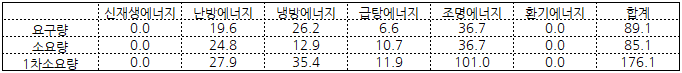 신재생에너지 난방에너지 냉방에너지 급탕에너지 조명에너지 환기에너지 합계
요구량 0.0 19.6 26.2 6.6 36.7 0.0 89.1
소요량 0.0 24.8 12.9 10.7 36.7 0.0 85.1
1차소요량 0.0 27.9 35.4 11.9 101.0 0.0 176.1